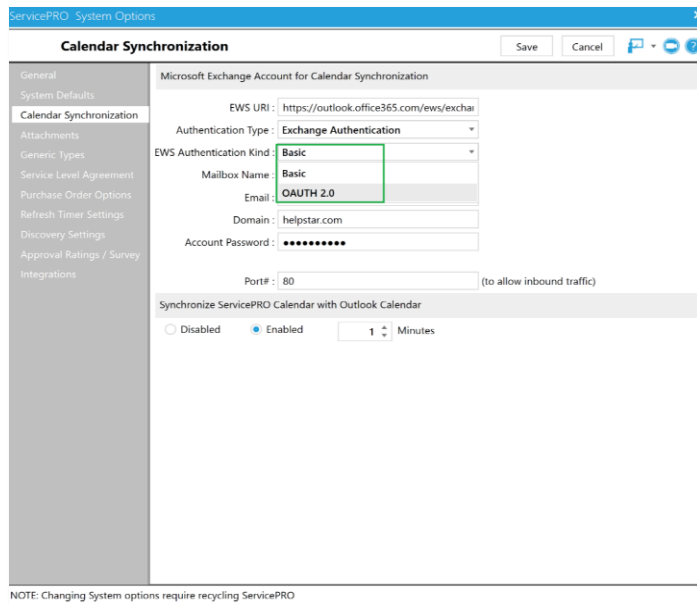 ServicePRO System Options
Calendar Synchronization
Save Cancel ?
General
System Defaults
Calendar Synchronization
Attachments
Generic Types
Service Level Agreement
Purchase Order Options
Refresh Timer Settings
Discovery Settings
Approval Ratings / Survey
Integrations
Microsoft Exchange Account for Calendar Synchronization
EWS URI : https://outlook.office365.com/ews/exchai
Authentication Type : Exchange Authentication
EWS Authentication Kind : Basic
Mailbox Name : Basic
Email : OAUTH 2.0
Domain : helpstar.com
Account Password : ●●●●●●●●●●
Port# : 80 (to allow inbound traffic)
Synchronize ServicePRO Calendar with Outlook Calendar
Disabled Enabled 1 Minutes
NOTE: Changing System options require recycling ServicePRO